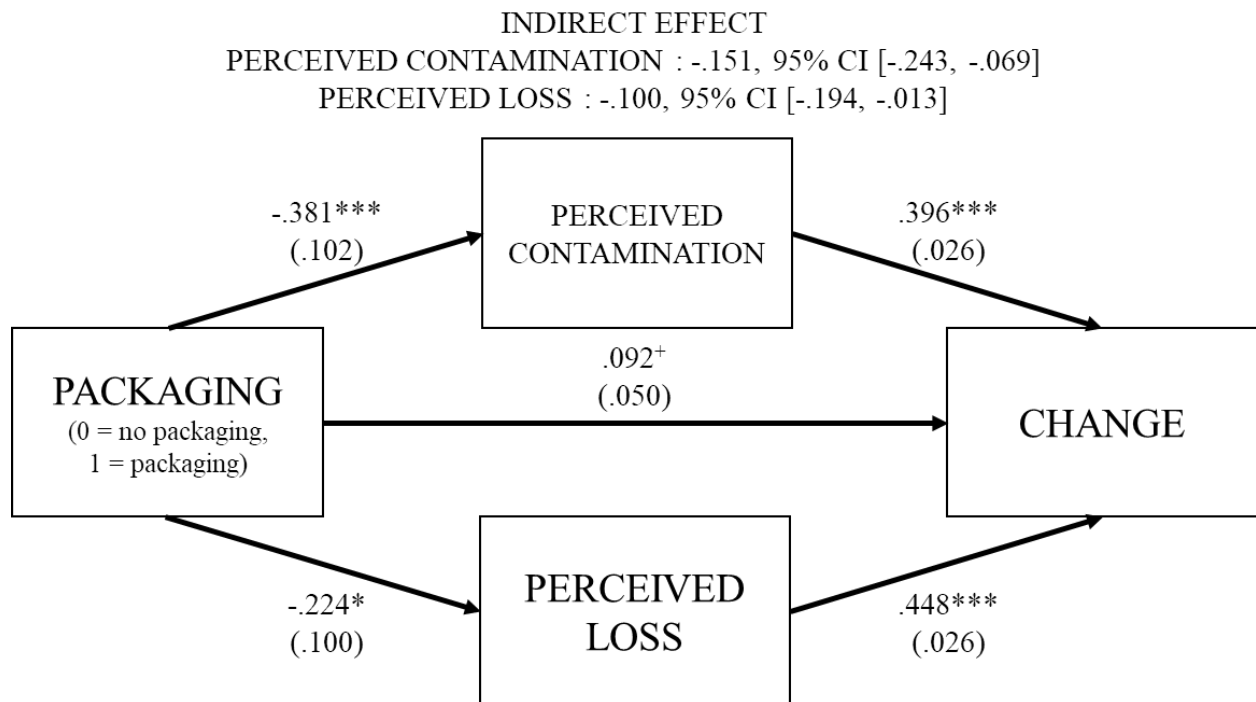 INDIRECT EFFECT
PERCEIVED CONTAMINATION : -.151, 95% CI [-.243, -.069]
PERCEIVED LOSS : -.100, 95% CI [-.194, -.013]
-.381***
(.102)
PERCEIVED
CONTAMINATION
.396***
(.026)
PACKAGING
(0 = no packaging,
1 = packaging)
.092⁺
(.050)
CHANGE
-.224*
(.100)
PERCEIVED
LOSS
.448***
(.026)